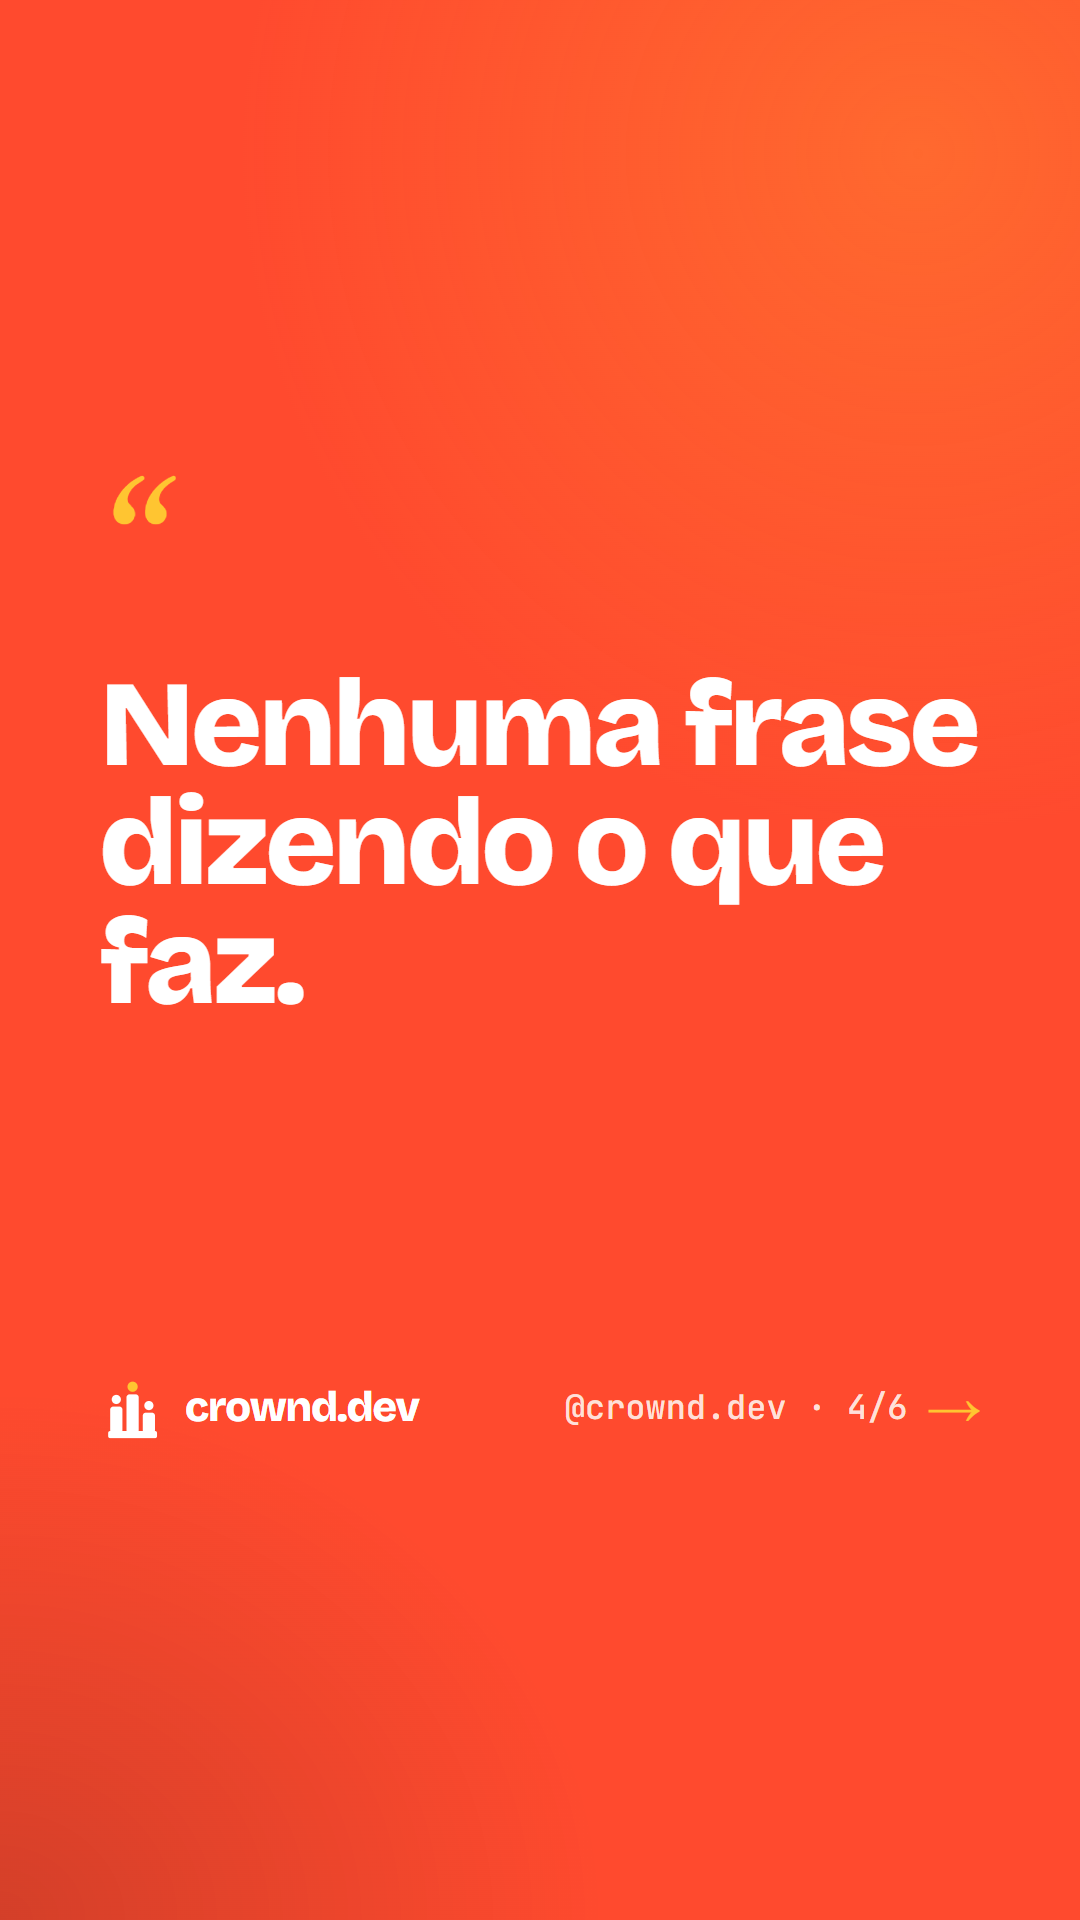 “
Nenhuma frase
dizendo o que
faz.
crownd.dev
@crownd.dev · 4/6 →